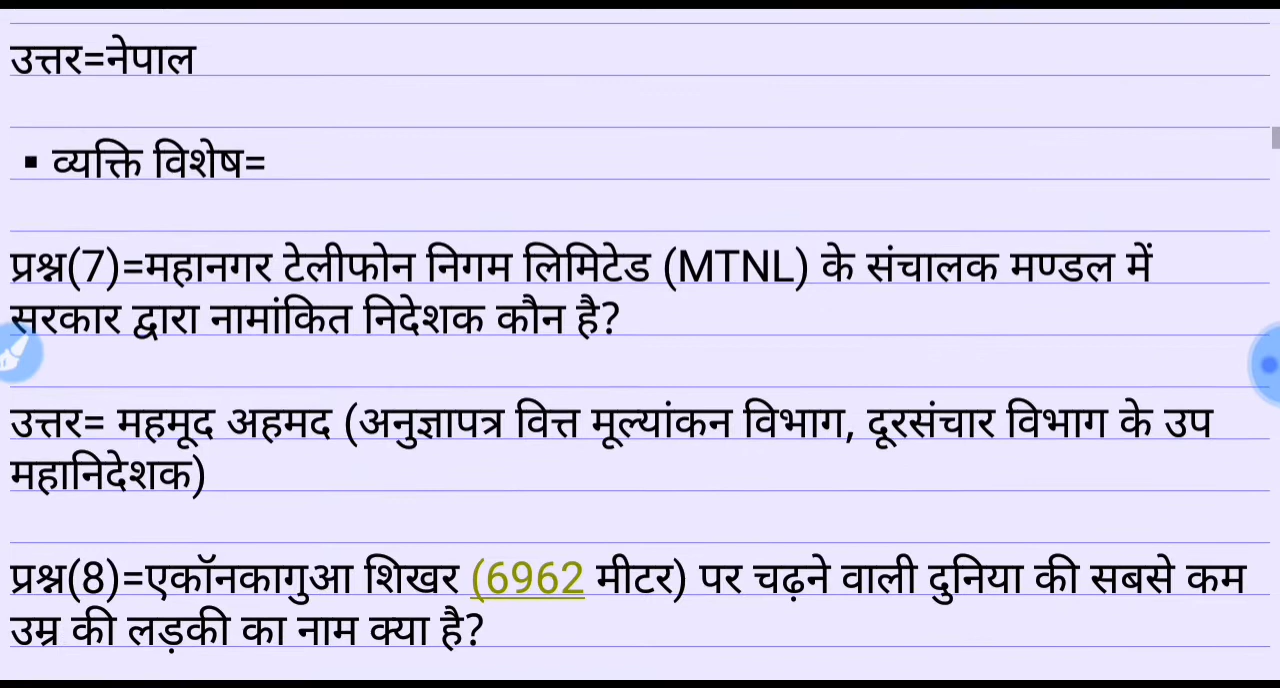 उत्तर=नेपाल
▪ व्यक्ति विशेष=
प्रश्न(7)=महानगर टेलीफोन निगम लिमिटेड (MTNL) के संचालक मण्डल में
सरकार द्वारा नामांकित निदेशक कौन है?
उत्तर= महमूद अहमद (अनुज्ञापत्र वित्त मूल्यांकन विभाग, दूरसंचार विभाग के उप
महानिदेशक)
प्रश्न(8)=एकॉनकागुआ शिखर (6962 मीटर) पर चढ़ने वाली दुनिया की सबसे कम
उम्र की लड़की का नाम क्या है?